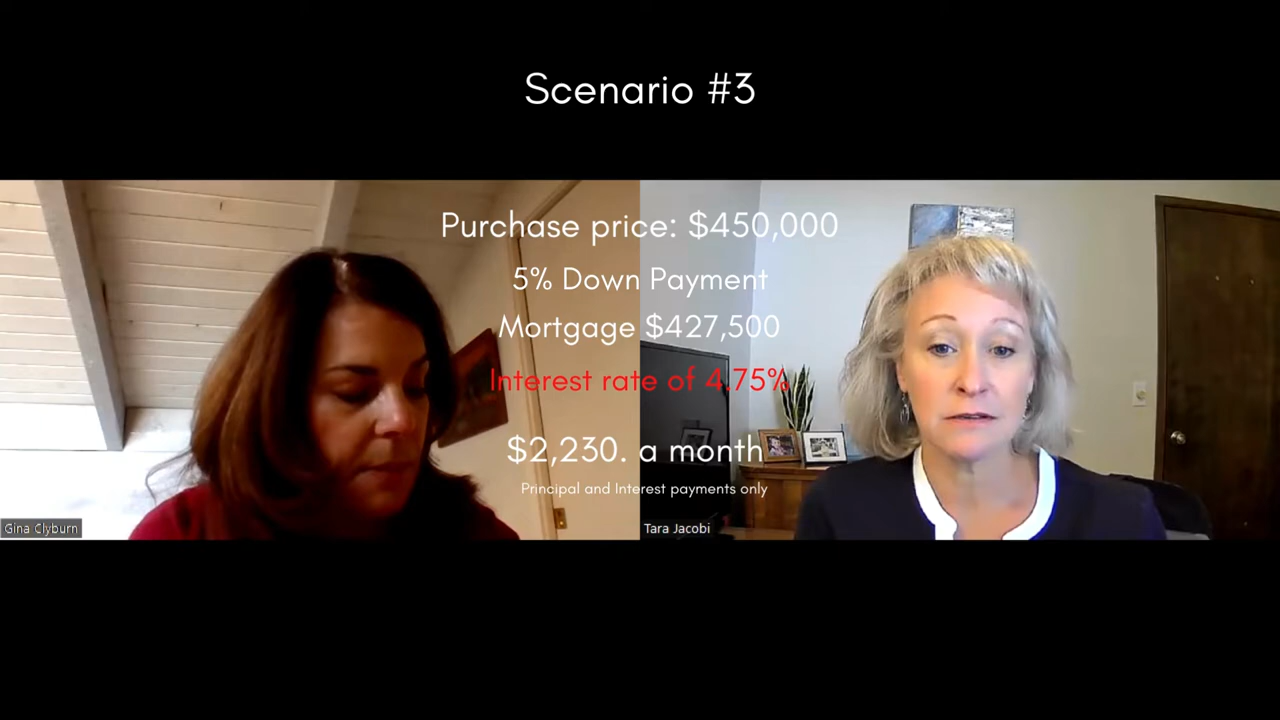 Scenario #3
Purchase price: $450,000
5% Down Payment
Mortgage $427,500
Interest rate of 4.75%
$2,230. a month
Principal and Interest payments only
Gina Clyburn
Tara Jacobi